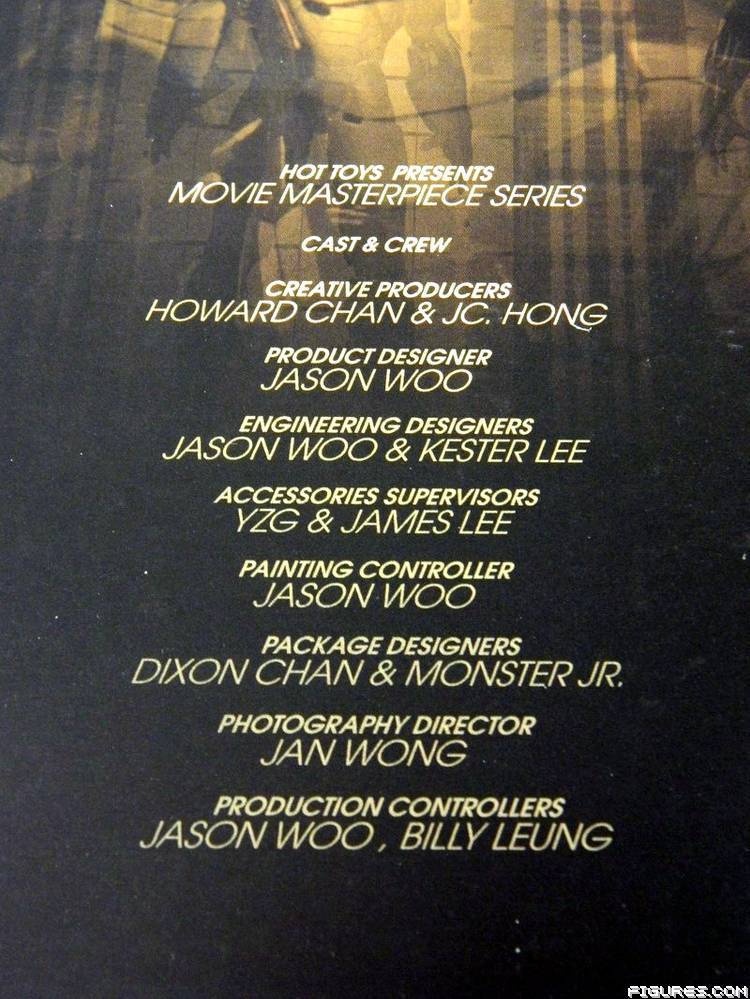 HOT TOYS PRESENTS
MOVIE MASTERPIECE SERIES
CAST & CREW
CREATIVE PRODUCERS
HOWARD CHAN & JC. HONG
PRODUCT DESIGNER
JASON WOO
ENGINEERING DESIGNERS
JASON WOO & KESTER LEE
ACCESSORIES SUPERVISORS
YZG & JAMES LEE
PAINTING CONTROLLER
JASON WOO
PACKAGE DESIGNERS
DIXON CHAN & MONSTER JR.
PHOTOGRAPHY DIRECTOR
JAN WONG
PRODUCTION CONTROLLERS
JASON WOO , BILLY LEUNG
FIGURES.COM